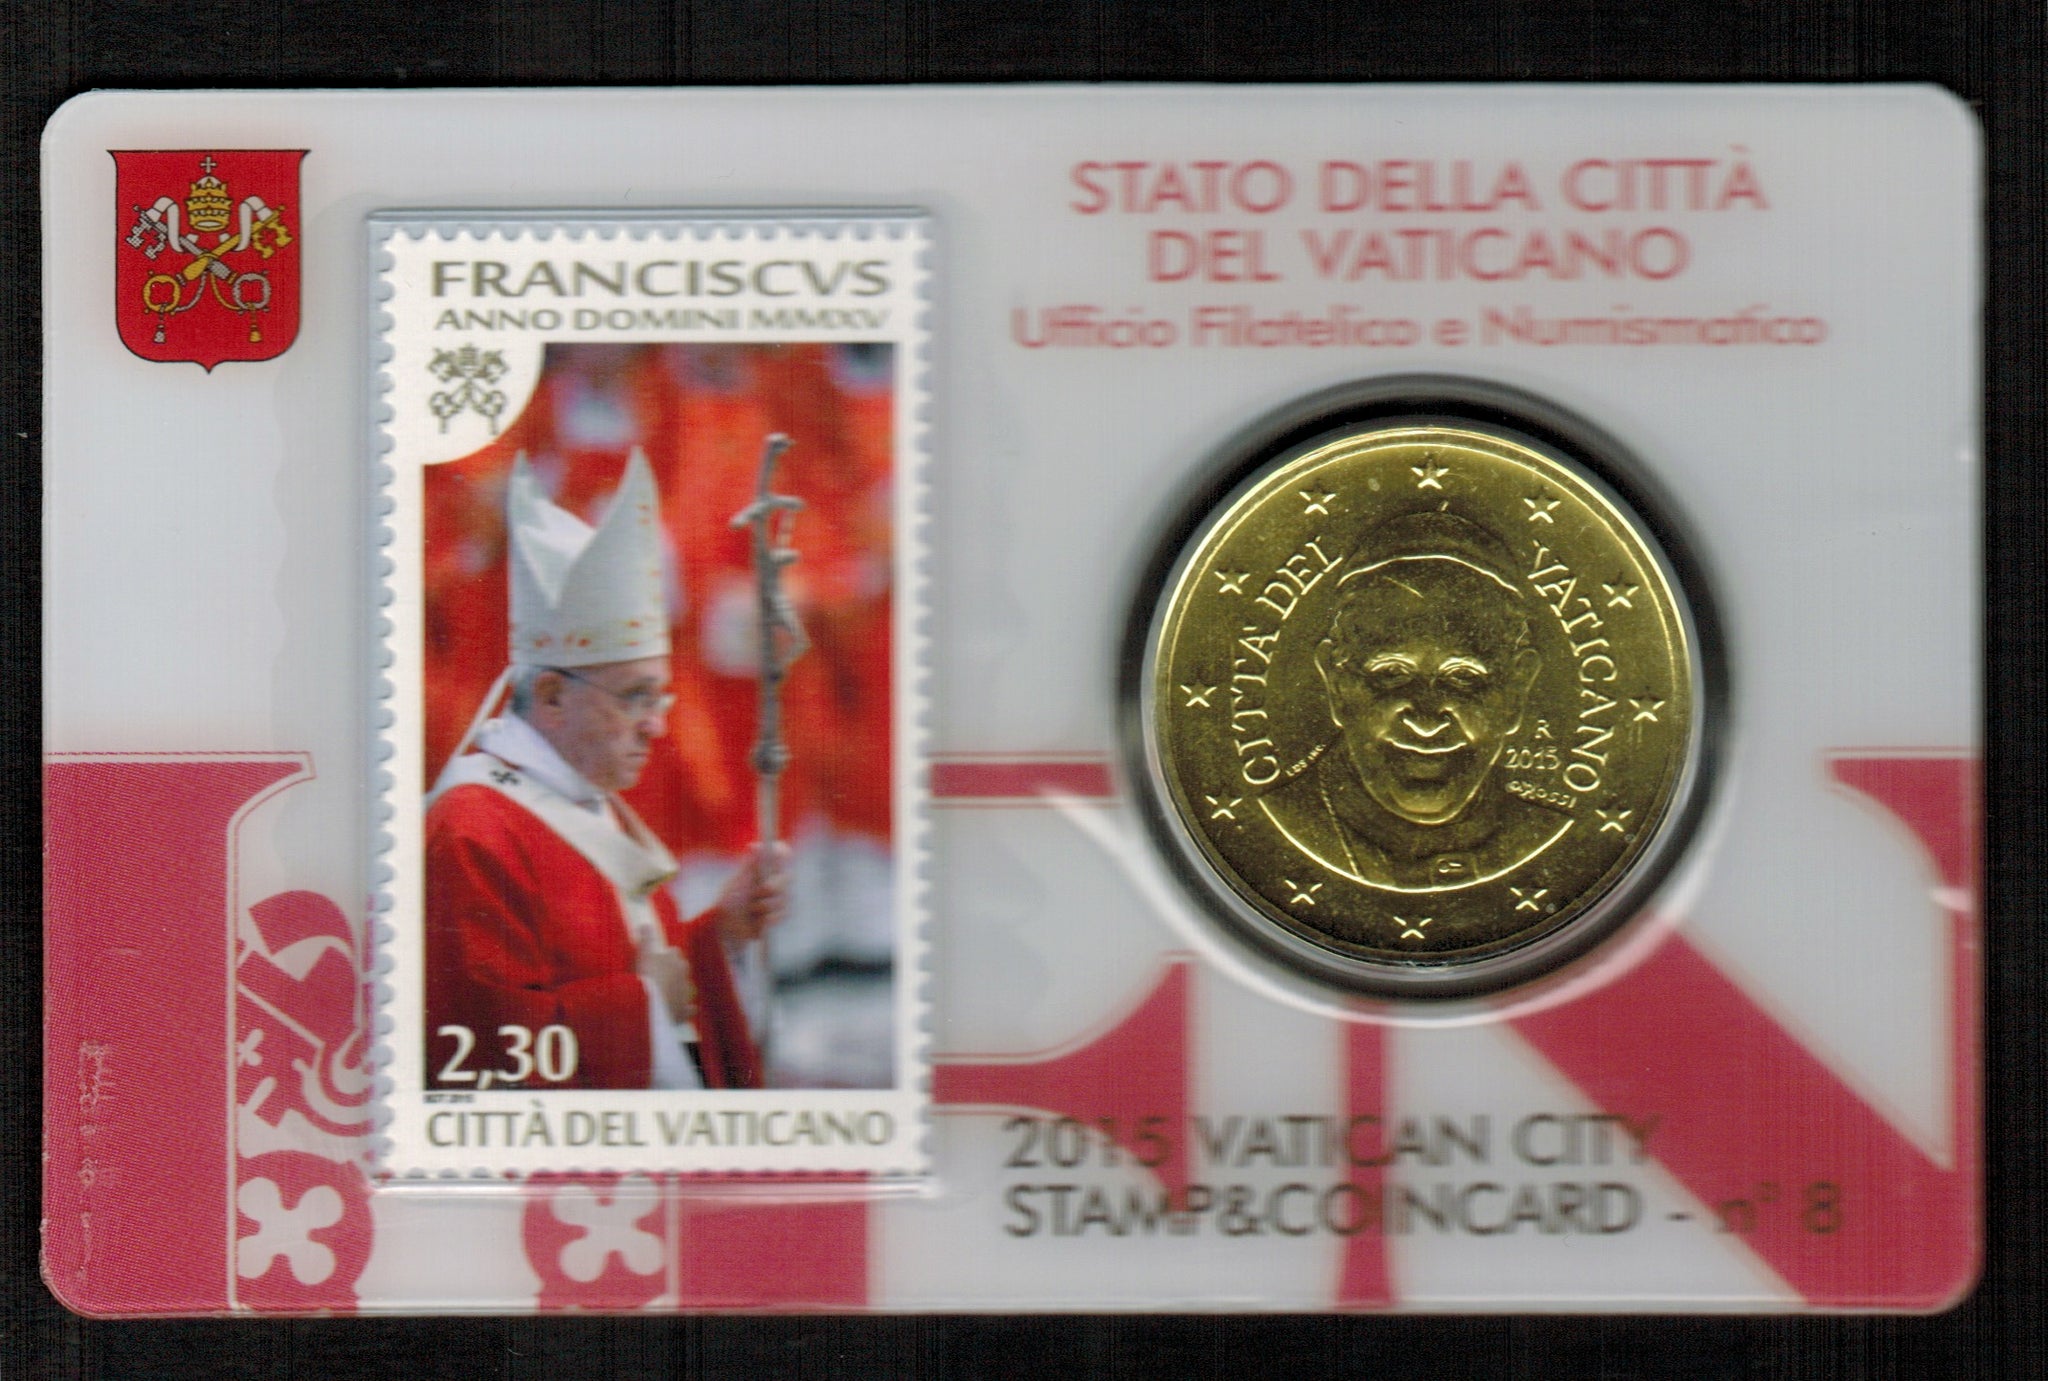 STATO DELLA CITTÀ
DEL VATICANO
Ufficio Filatelico e Numismatico
FRANCISCVS
ANNO DOMINI MMXV
2,30
CITTÀ DEL VATICANO
CITTA' DEL VATICANO
R
2015
2015 VATICAN CITY
STAMP&COINCARD - n° 8